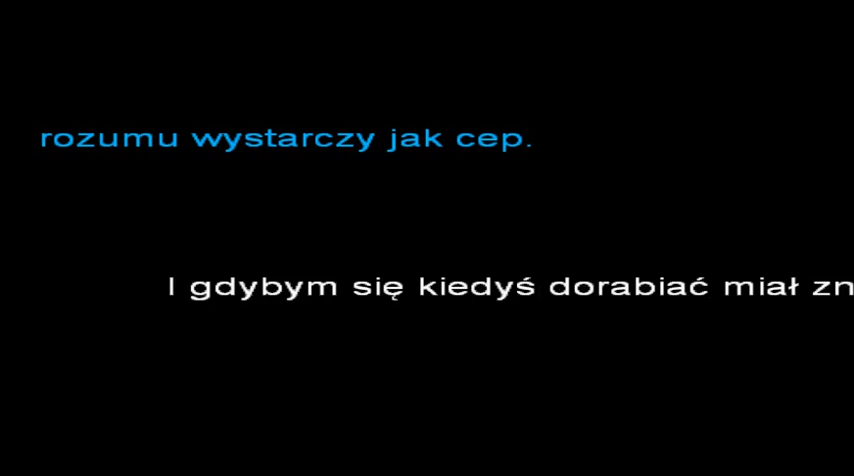 rozumu wystarczy jak cep.
I gdybym się kiedyś dorabiać miał